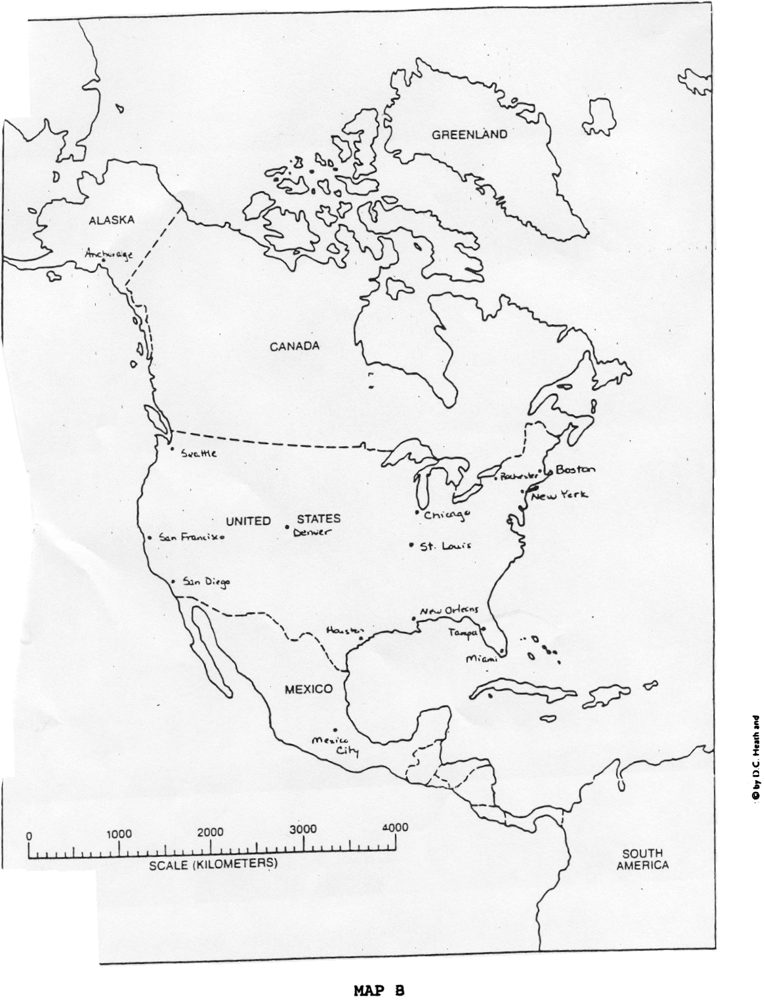 GREENLAND
ALASKA
Anchorage
CANADA
Seattle
Rochester
Boston
New York
Chicago
UNITED STATES
Denver
San Francisco
St. Louis
San Diego
New Orleans
Houston
Tampa
Miami
MEXICO
Mexico
City
© by D.C. Heath and
0 1000 2000 3000 4000
SCALE (KILOMETERS)
SOUTH
AMERICA
MAP B